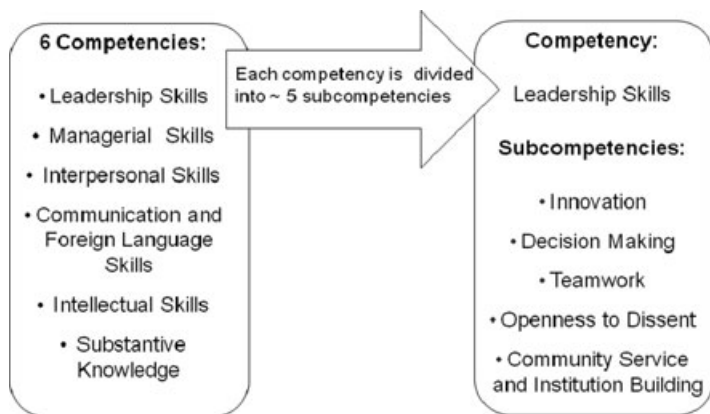 6 Competencies:
•Leadership Skills
• Managerial Skills
• Interpersonal Skills
•Communication and
Foreign Language
Skills
•Intellectual Skills
• Substantive
Knowledge
Each competency is divided
into ~ 5 subcompetencies
Competency:
Leadership Skills
Subcompetencies:
•Innovation
•Decision Making
•Teamwork
•Openness to Dissent
•Community Service
and Institution Building